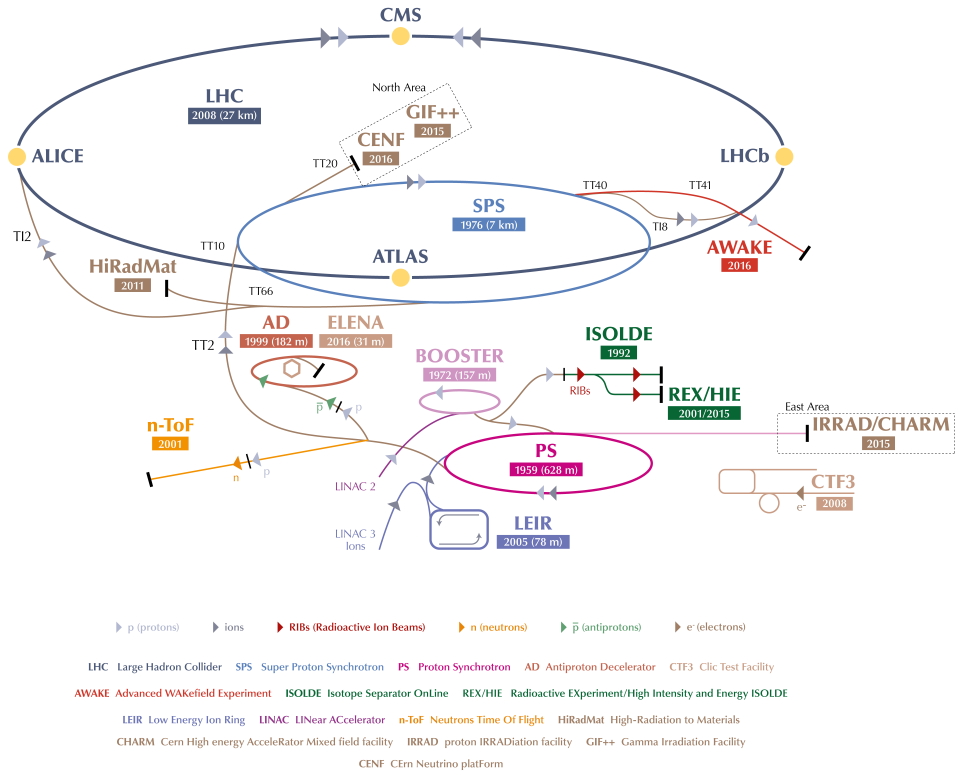 CMS
LHC
2008 (27 km)
North Area
GIF++
2015
CENF
2016
TT20
ALICE
LHCb
TT40
TT41
SPS
1976 (7 km)
TI8
TI2
TT10
ATLAS
AWAKE
2016
HiRadMat
2011
TT66
AD
1999 (182 m)
ELENA
2016 (31 m)
TT2
ISOLDE
1992
BOOSTER
1972 (157 m)
RIBs
REX/HIE
2001/2015
p̅
p
East Area
n-ToF
2001
IRRAD/CHARM
2015
n
p
PS
1959 (628 m)
LINAC 2
CTF3
2008
e-
LINAC 3
Ions
LEIR
2005 (78 m)
p (protons) ions RIBs (Radioactive Ion Beams) n (neutrons) p̅ (antiprotons) e- (electrons)
LHC Large Hadron Collider SPS Super Proton Synchrotron PS Proton Synchrotron AD Antiproton Decelerator CTF3 Clic Test Facility
AWAKE Advanced WAKefield Experiment ISOLDE Isotope Separator OnLine REX/HIE Radioactive EXperiment/High Intensity and Energy ISOLDE
LEIR Low Energy Ion Ring LINAC LINear ACcelerator n-ToF Neutrons Time Of Flight HiRadMat High-Radiation to Materials
CHARM Cern High energy AcceleRator Mixed field facility IRRAD proton IRRADiation facility GIF++ Gamma Irradiation Facility
CENF CErn Neutrino platForm